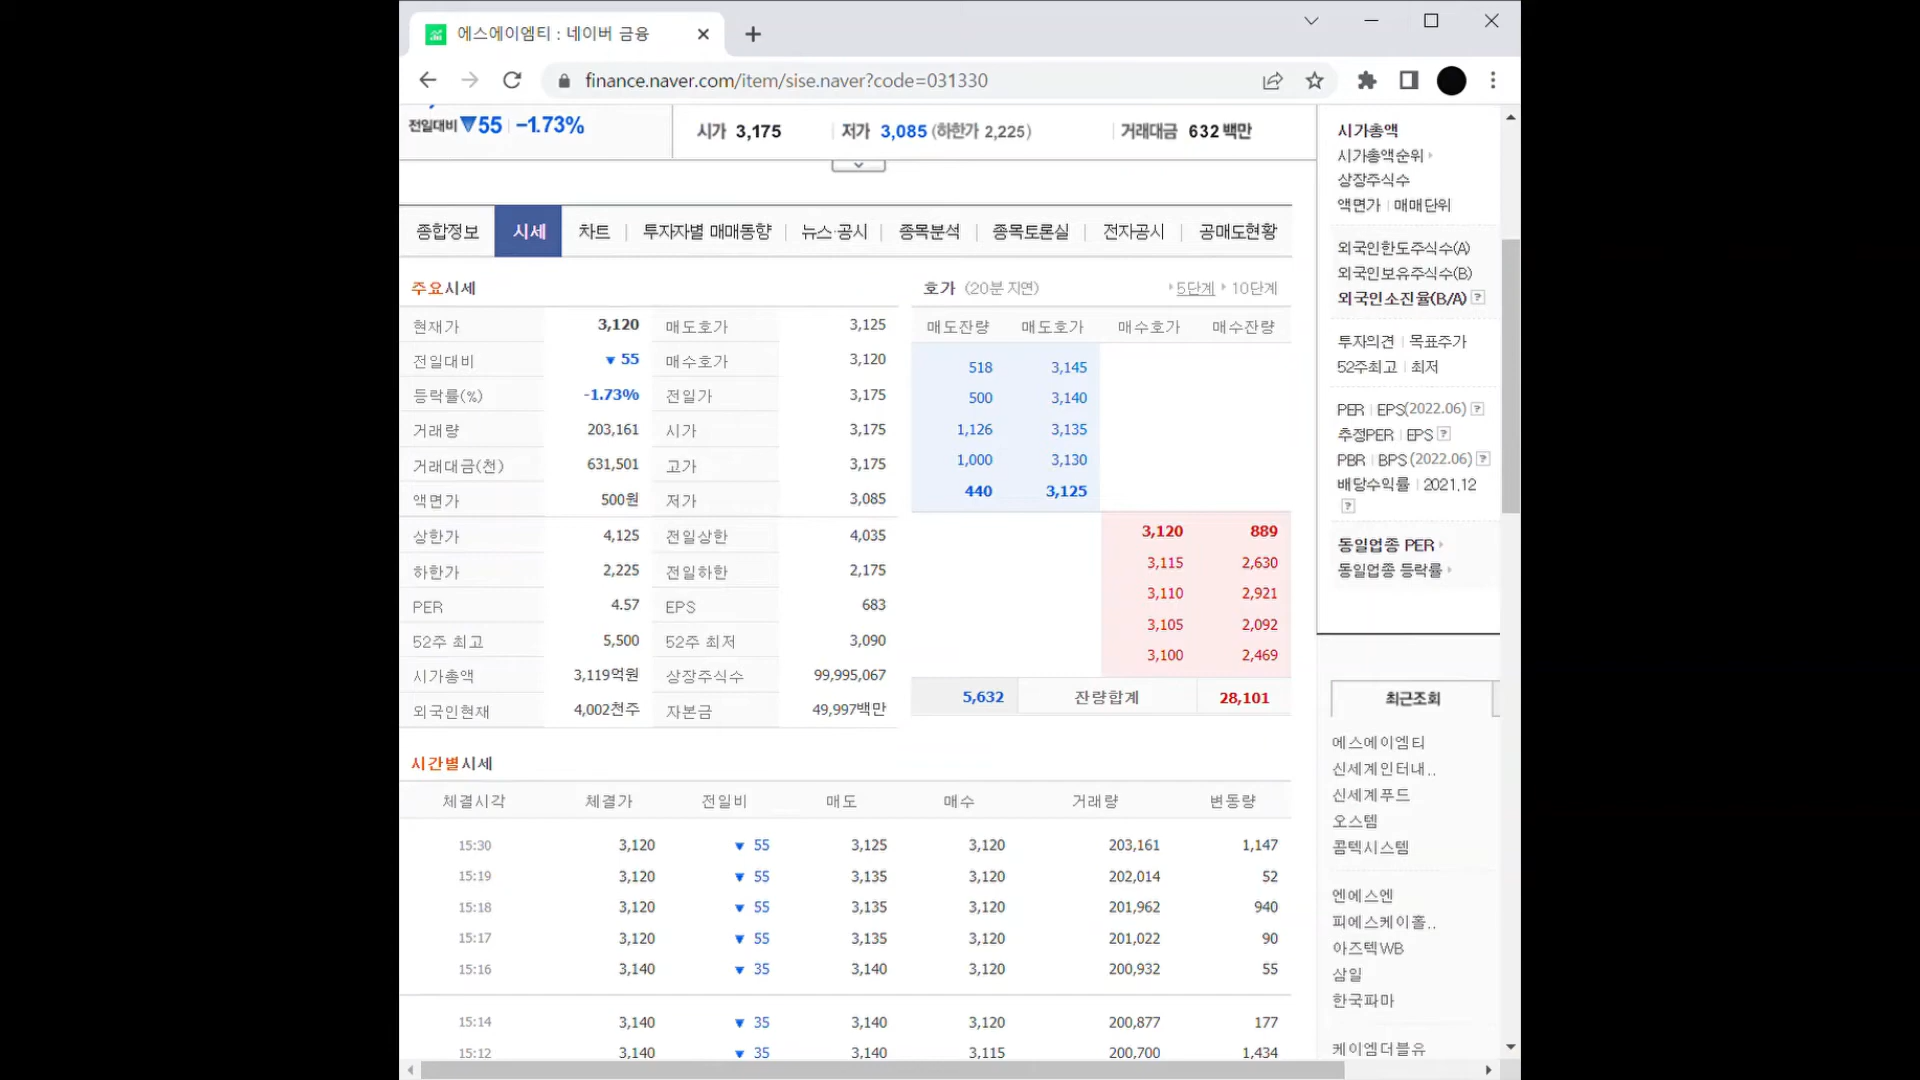 에스에이엠티 : 네이버 금융
finance.naver.com/item/sise.naver?code=031330
전일대비 ▼55 -1.73% 시가 3,175 저가 3,085 (하한가 2,225) 거래대금 632 백만
종합정보 시세 차트 투자자별 매매동향 뉴스·공시 종목분석 종목토론실 전자공시 공매도현황
주요시세
현재가 3,120 매도호가 3,125
전일대비 ▼ 55 매수호가 3,120
등락률(%) -1.73% 전일가 3,175
거래량 203,161 시가 3,175
거래대금(천) 631,501 고가 3,175
액면가 500원 저가 3,085
상한가 4,125 전일상한 4,035
하한가 2,225 전일하한 2,175
PER 4.57 EPS 683
52주 최고 5,500 52주 최저 3,090
시가총액 3,119억원 상장주식수 99,995,067
외국인현재 4,002천주 자본금 49,997백만
호가 (20분 지연) 5단계 10단계
매도잔량 매도호가 매수호가 매수잔량
518 3,145
500 3,140
1,126 3,135
1,000 3,130
440 3,125
3,120 889
3,115 2,630
3,110 2,921
3,105 2,092
3,100 2,469
5,632 잔량합계 28,101
시간별시세
체결시각 체결가 전일비 매도 매수 거래량 변동량
15:30 3,120 ▼ 55 3,125 3,120 203,161 1,147
15:19 3,120 ▼ 55 3,135 3,120 202,014 52
15:18 3,120 ▼ 55 3,135 3,120 201,962 940
15:17 3,120 ▼ 55 3,135 3,120 201,022 90
15:16 3,140 ▼ 35 3,140 3,120 200,932 55
15:14 3,140 ▼ 35 3,140 3,120 200,877 177
15:12 3,140 ▼ 35 3,140 3,115 200,700 1,434
시가총액
시가총액순위
상장주식수
액면가 | 매매단위
외국인한도주식수(A)
외국인보유주식수(B)
외국인소진율(B/A) ?
투자의견 | 목표주가
52주최고 | 최저
PER | EPS(2022.06) ?
추정PER | EPS ?
PBR | BPS (2022.06) ?
배당수익률 | 2021.12
?
동일업종 PER
동일업종 등락률
최근조회
에스에이엠티
신세계인터내..
신세계푸드
오스템
콤텍시스템
엔에스엔
피에스케이홀..
아즈텍WB
삼일
한국파마
케이엠더블유